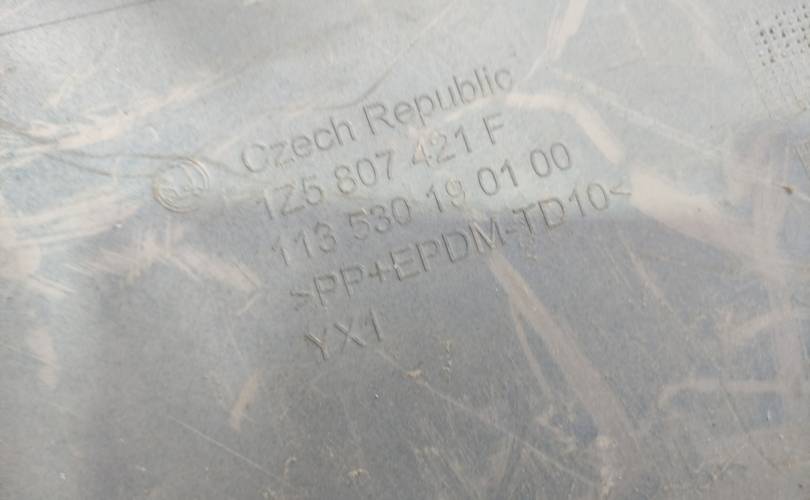 Czech Republic
1Z5 807 421 F
113 530 19 01 00
>PP+EPDM-TD10<
YX1